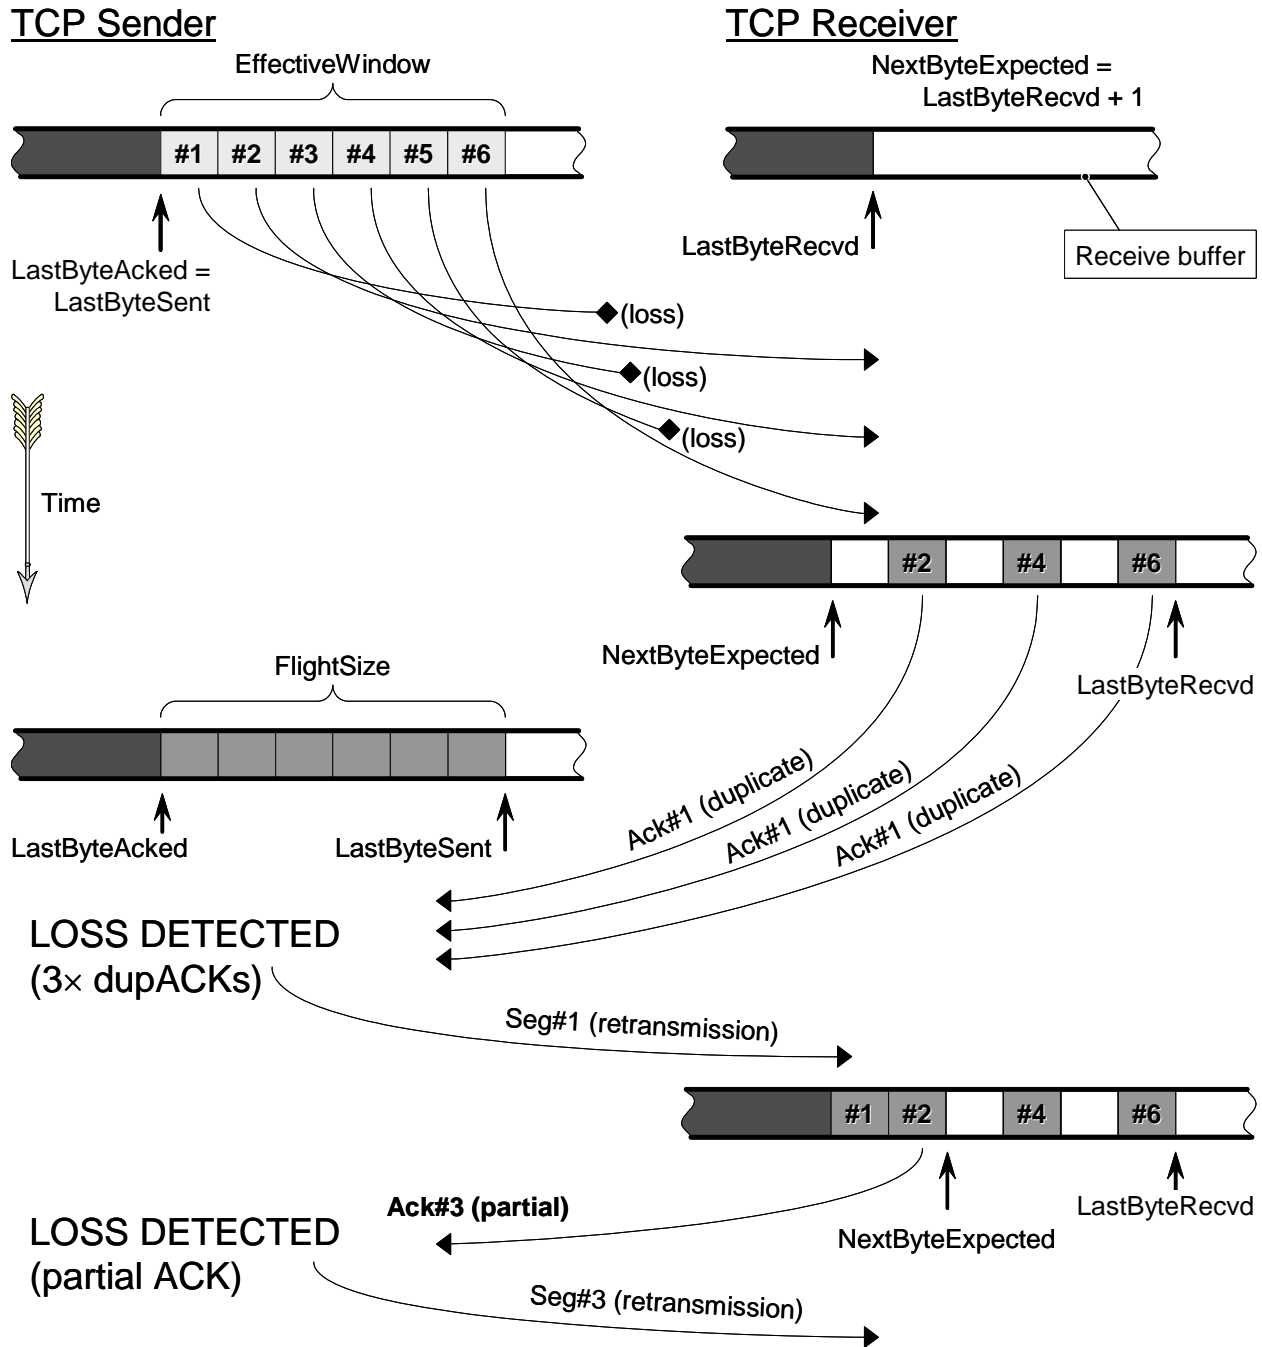 TCP Sender
TCP Receiver
EffectiveWindow
NextByteExpected =
LastByteRecvd + 1
#1 #2 #3 #4 #5 #6
LastByteAcked =
LastByteSent
LastByteRecvd
Receive buffer
(loss)
(loss)
(loss)
Time
#2 #4 #6
NextByteExpected
LastByteRecvd
FlightSize
LastByteAcked
LastByteSent
Ack#1 (duplicate)
Ack#1 (duplicate)
Ack#1 (duplicate)
LOSS DETECTED
(3× dupACKs)
Seg#1 (retransmission)
#1 #2 #4 #6
Ack#3 (partial)
NextByteExpected
LastByteRecvd
LOSS DETECTED
(partial ACK)
Seg#3 (retransmission)